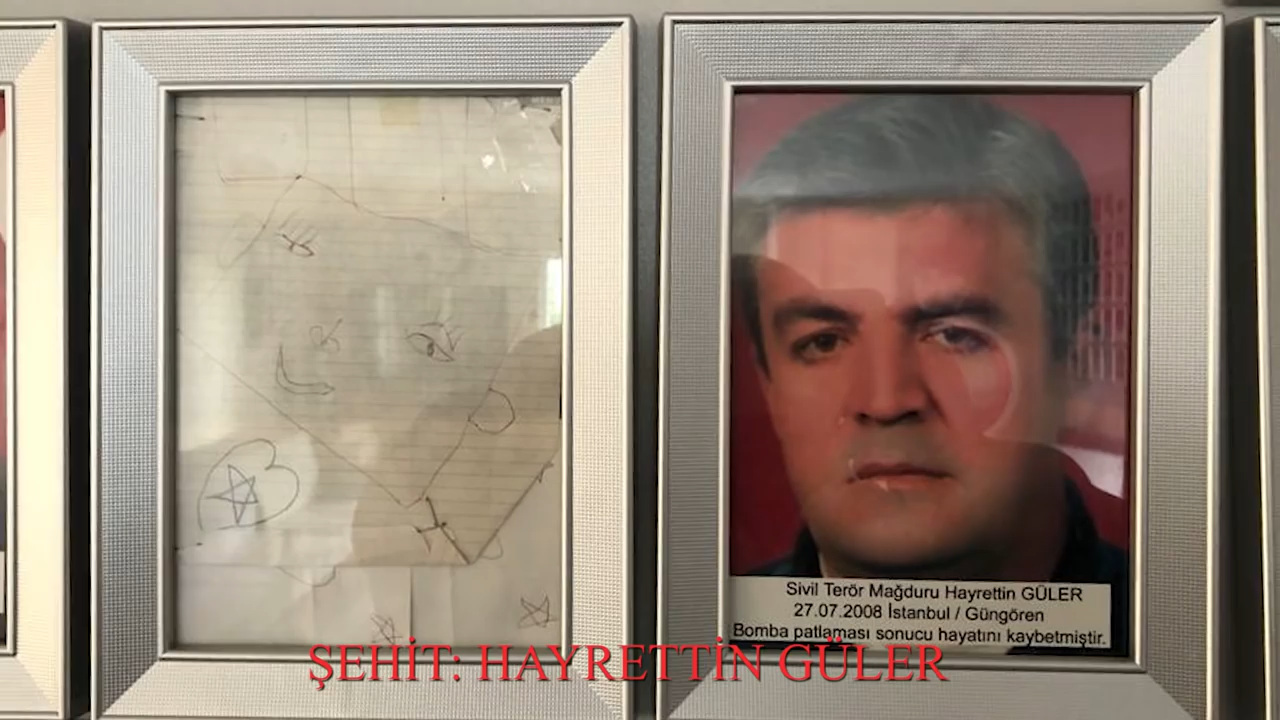 Sivil Terör Mağduru Hayrettin GÜLER
27.07.2008 İstanbul / Güngören
Bomba patlaması sonucu hayatını kaybetmiştir.
ŞEHİT: HAYRETTİN GÜLER